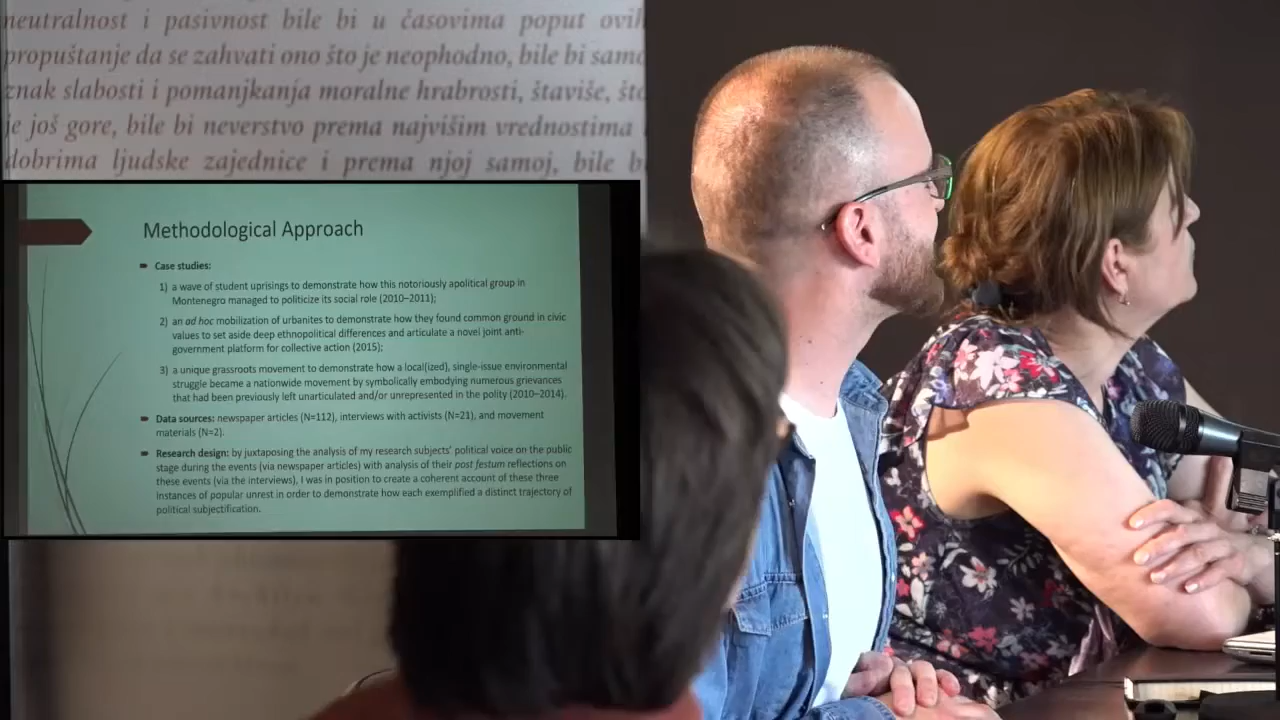 neutralnost i pasivnost bile bi u časovima poput ovih
propuštanje da se zahvati ono što je neophodno, bile bi samo
znak slabosti i pomanjkanja moralne hrabrosti, štaviše, što
je još gore, bile bi neverstvo prema najvišim vrednostima
dobrima ljudske zajednice i prema njoj samoj, bile b
Methodological Approach
Case studies:
1) a wave of student uprisings to demonstrate how this notoriously apolitical group in
Montenegro managed to politicize its social role (2010–2011);
2) an ad hoc mobilization of urbanites to demonstrate how they found common ground in civic
values to set aside deep ethnopolitical differences and articulate a novel joint anti-
government platform for collective action (2015);
3) a unique grassroots movement to demonstrate how a local(ized), single-issue environmental
struggle became a nationwide movement by symbolically embodying numerous grievances
that had been previously left unarticulated and/or unrepresented in the polity (2010–2014).
Data sources: newspaper articles (N=112), interviews with activists (N=21), and movement
materials (N=2).
Research design: by juxtaposing the analysis of my research subjects' political voice on the public
stage during the events (via newspaper articles) with analysis of their post festum reflections on
these events (via the interviews), I was in position to create a coherent account of these three
instances of popular unrest in order to demonstrate how each exemplified a distinct trajectory of
political subjectification.